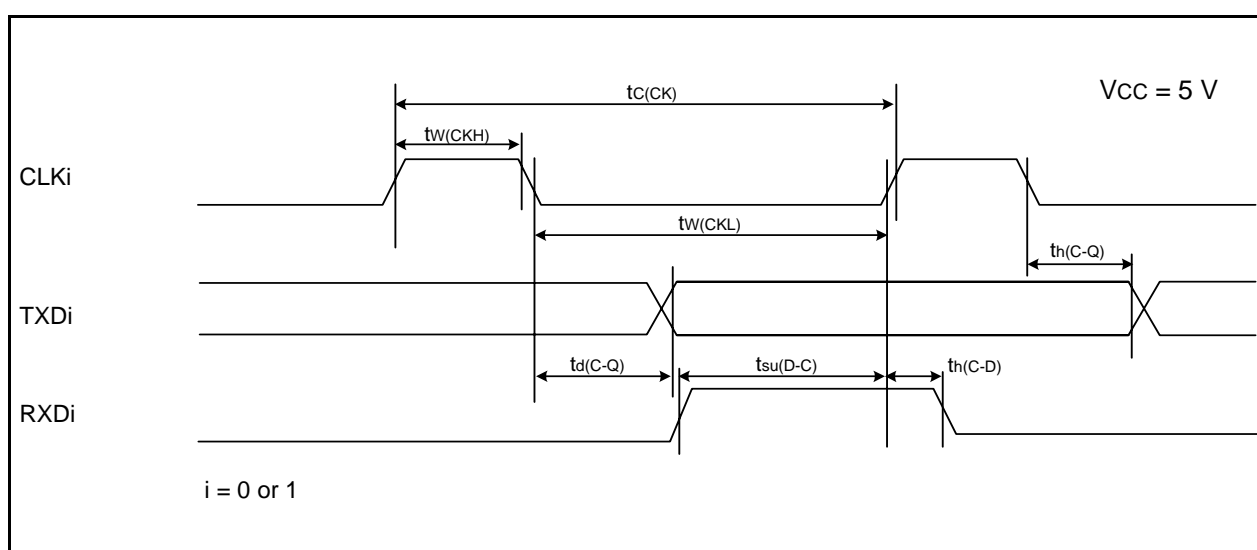 tC(CK)
VCC = 5 V
tW(CKH)
CLKi
tW(CKL)
th(C-Q)
TXDi
td(C-Q)
tsu(D-C)
th(C-D)
RXDi
i = 0 or 1